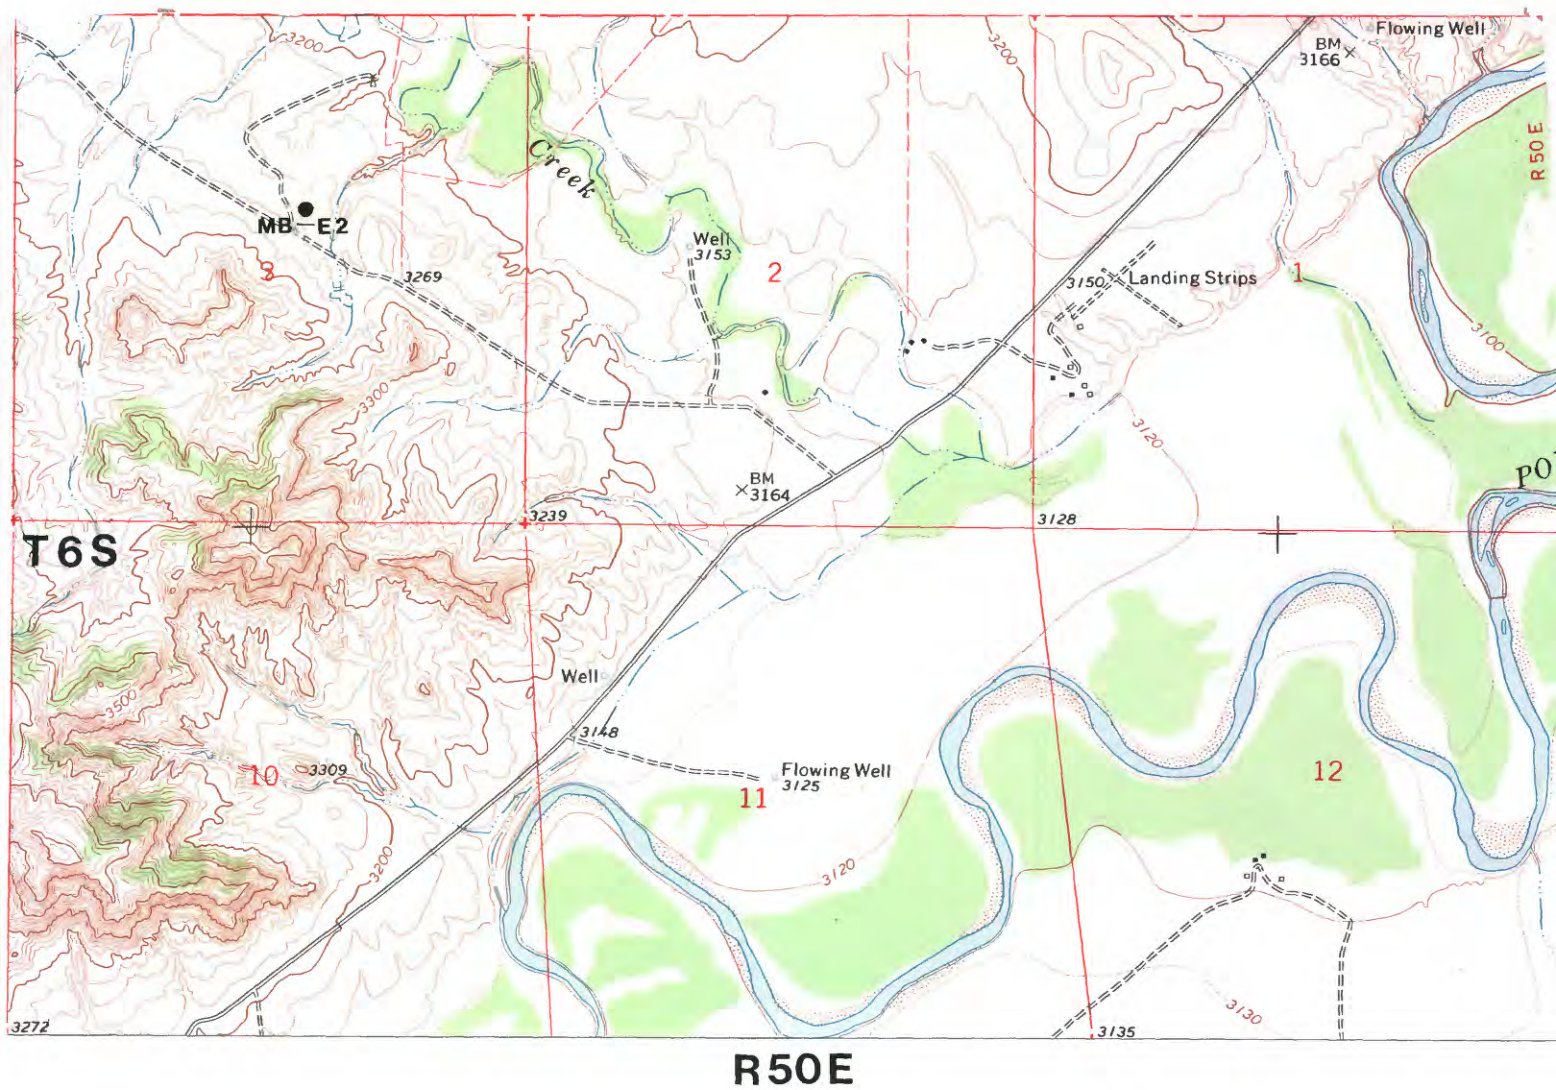 Flowing Well
3200
3200
BM
3166
R50E
Creek
MB—E2
Well
3153
3
3269
2
3150
Landing Strips
1
3100
3300
3120
BM
3164
PO
3239
3128
T6S
Well
3500
3148
10
3309
Flowing Well
3125
11
12
3200
3120
3272
3135
3130
R50E